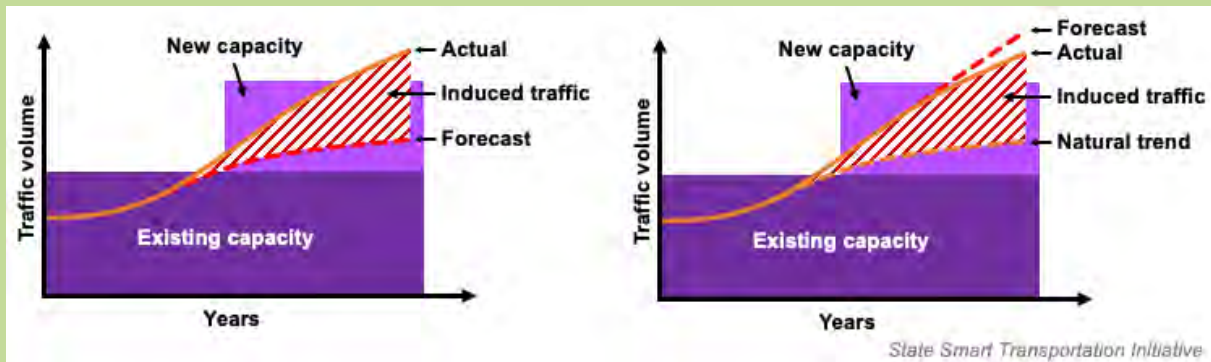 New capacity
Actual
Induced traffic
Forecast
Existing capacity
Traffic volume
Years
Forecast
New capacity
Actual
Induced traffic
Natural trend
Existing capacity
Traffic volume
Years
State Smart Transportation Initiative